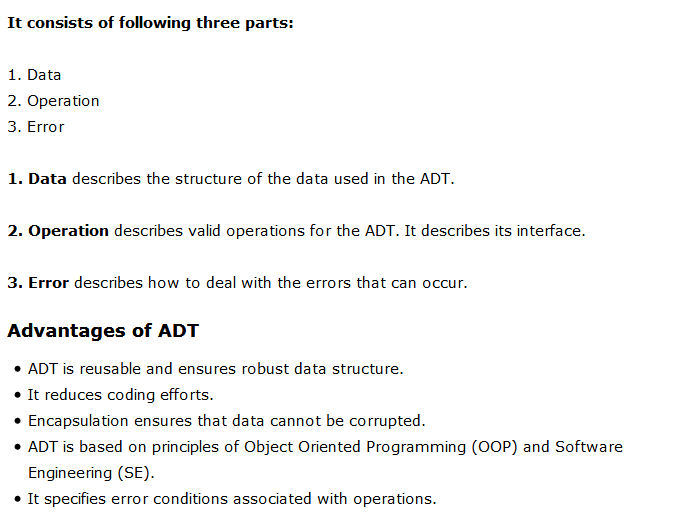 It consists of following three parts:
1. Data
2. Operation
3. Error
1. Data describes the structure of the data used in the ADT.
2. Operation describes valid operations for the ADT. It describes its interface.
3. Error describes how to deal with the errors that can occur.
Advantages of ADT
• ADT is reusable and ensures robust data structure.
• It reduces coding efforts.
• Encapsulation ensures that data cannot be corrupted.
• ADT is based on principles of Object Oriented Programming (OOP) and Software
Engineering (SE).
• It specifies error conditions associated with operations.